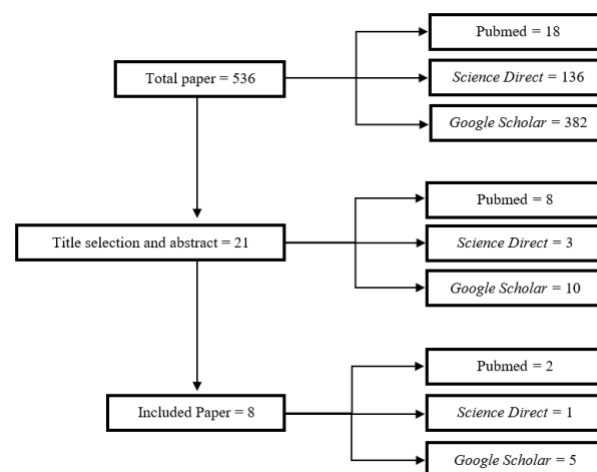 Pubmed = 18
Total paper = 536
Science Direct = 136
Google Scholar = 382
Pubmed = 8
Title selection and abstract = 21
Science Direct = 3
Google Scholar = 10
Pubmed = 2
Included Paper = 8
Science Direct = 1
Google Scholar = 5